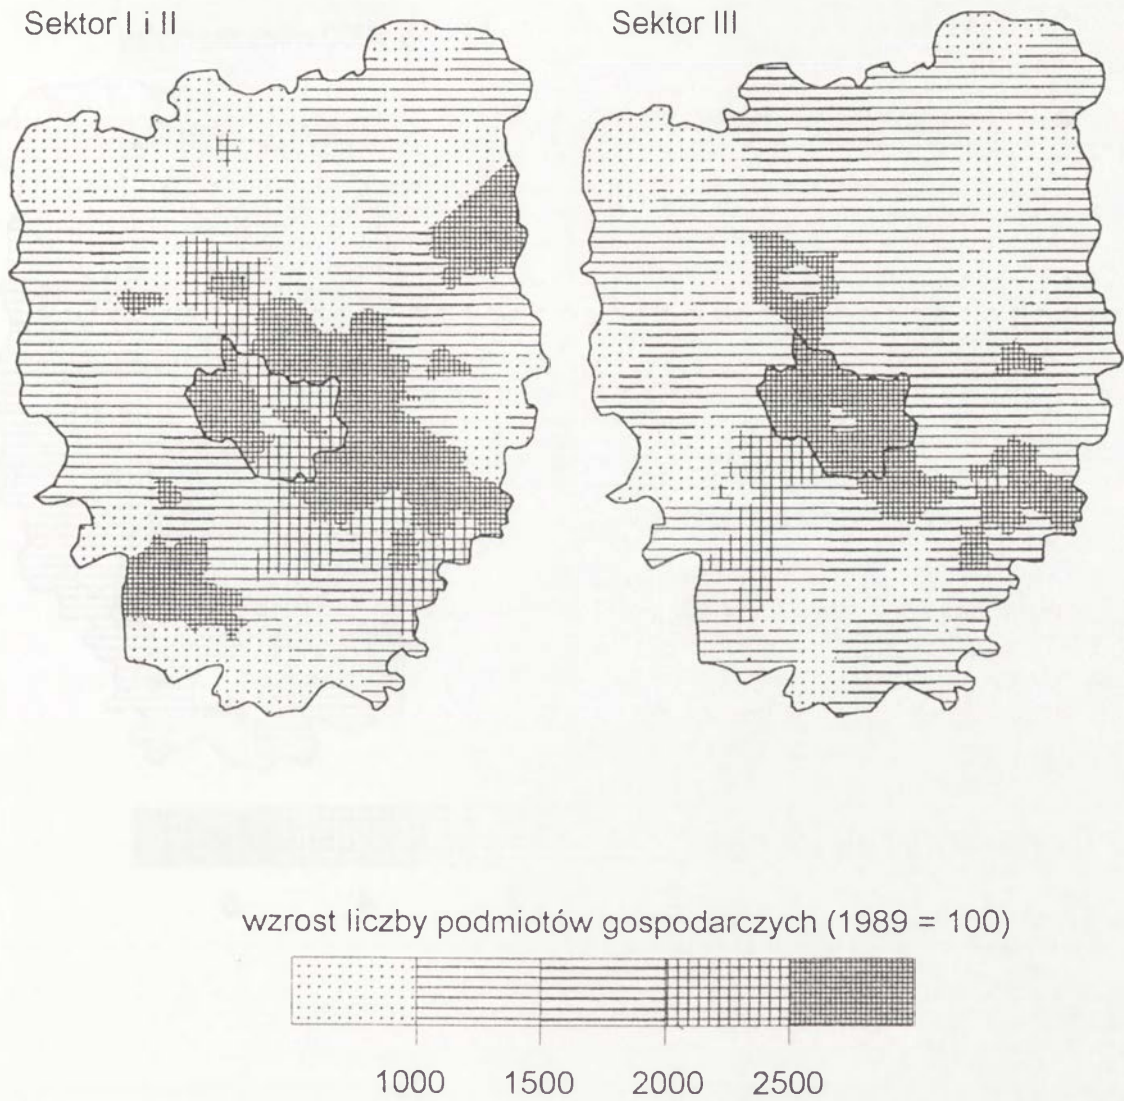 Sektor I i II
Sektor III
wzrost liczby podmiotów gospodarczych (1989 = 100)
1000 1500 2000 2500